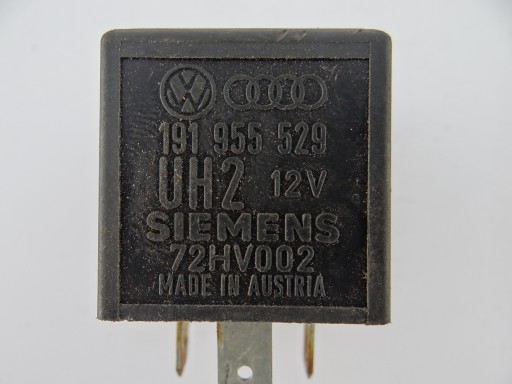 191 955 529
UH2 12V
SIEMENS
72HV002
MADE IN AUSTRIA